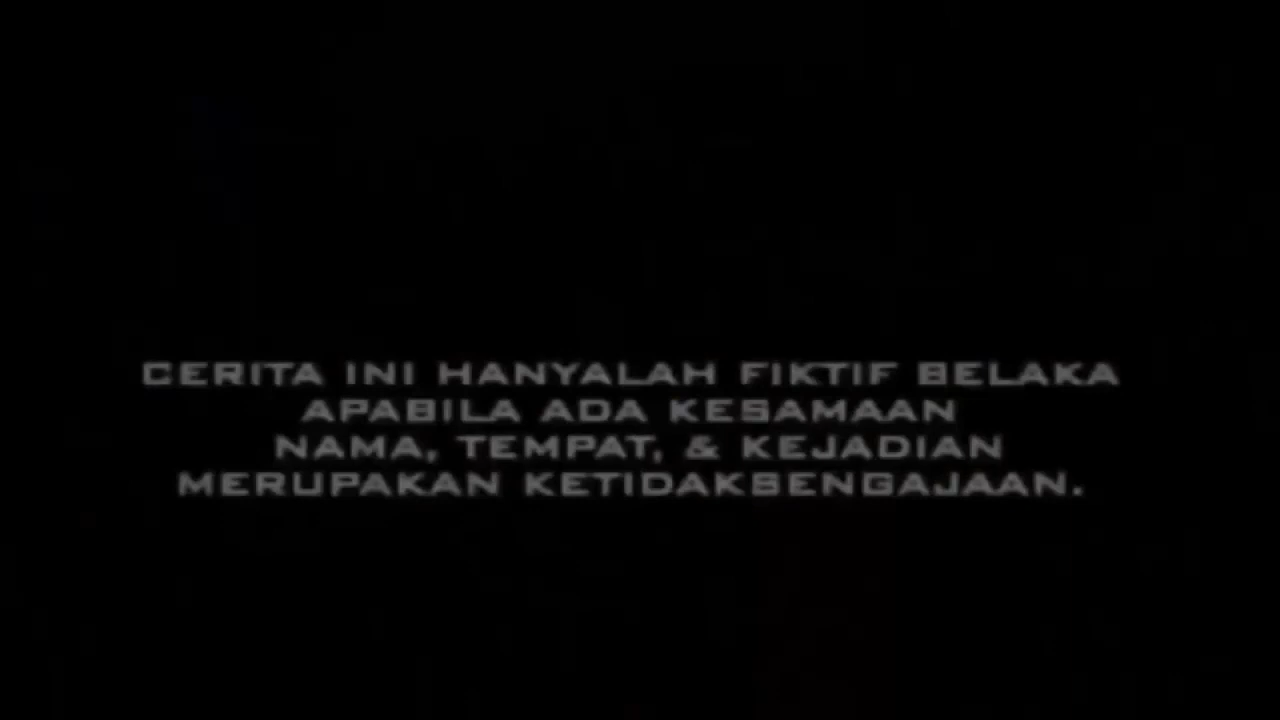 CERITA INI HANYALAH FIKTIF BELAKA
APABILA ADA KESAMAAN
NAMA, TEMPAT, & KEJADIAN
MERUPAKAN KETIDAKSENGAJAAN.